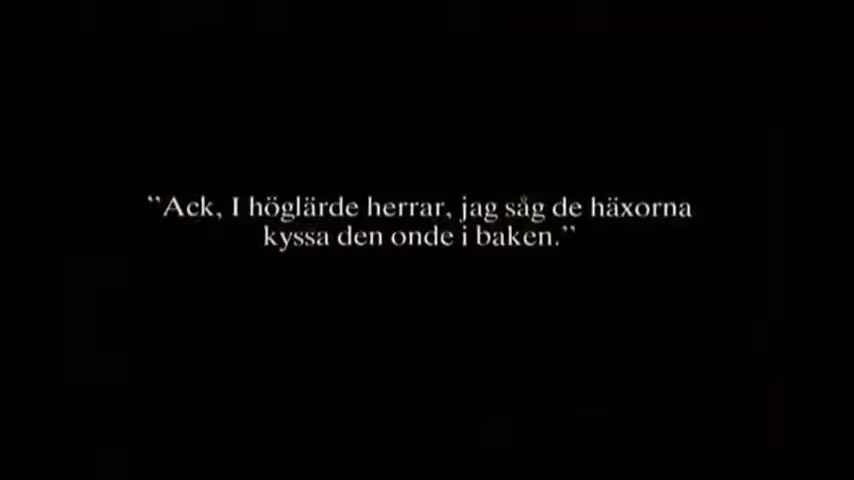 ”Ack, I höglärde herrar, jag såg de häxorna
kyssa den onde i baken.”